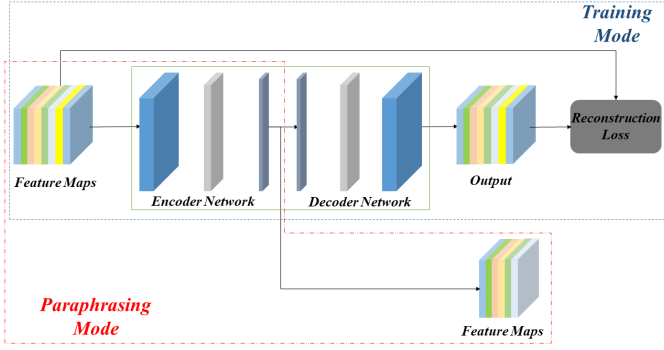 Training
Mode
Reconstruction
Loss
Feature Maps
Output
Encoder Network
Decoder Network
Paraphrasing
Mode
Feature Maps